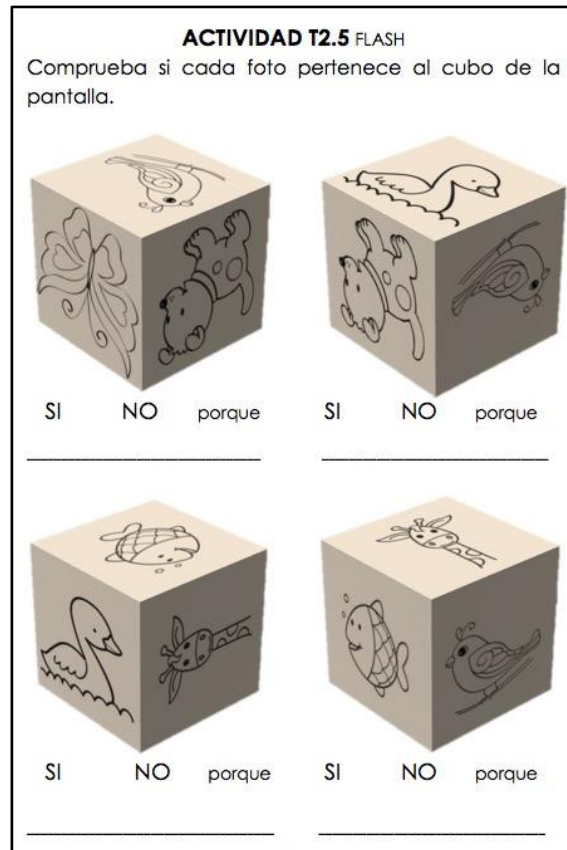 ACTIVIDAD T2.5 FLASH
Comprueba si cada foto pertenece al cubo de la
pantalla.
SI NO porque
SI NO porque
SI NO porque
SI NO porque